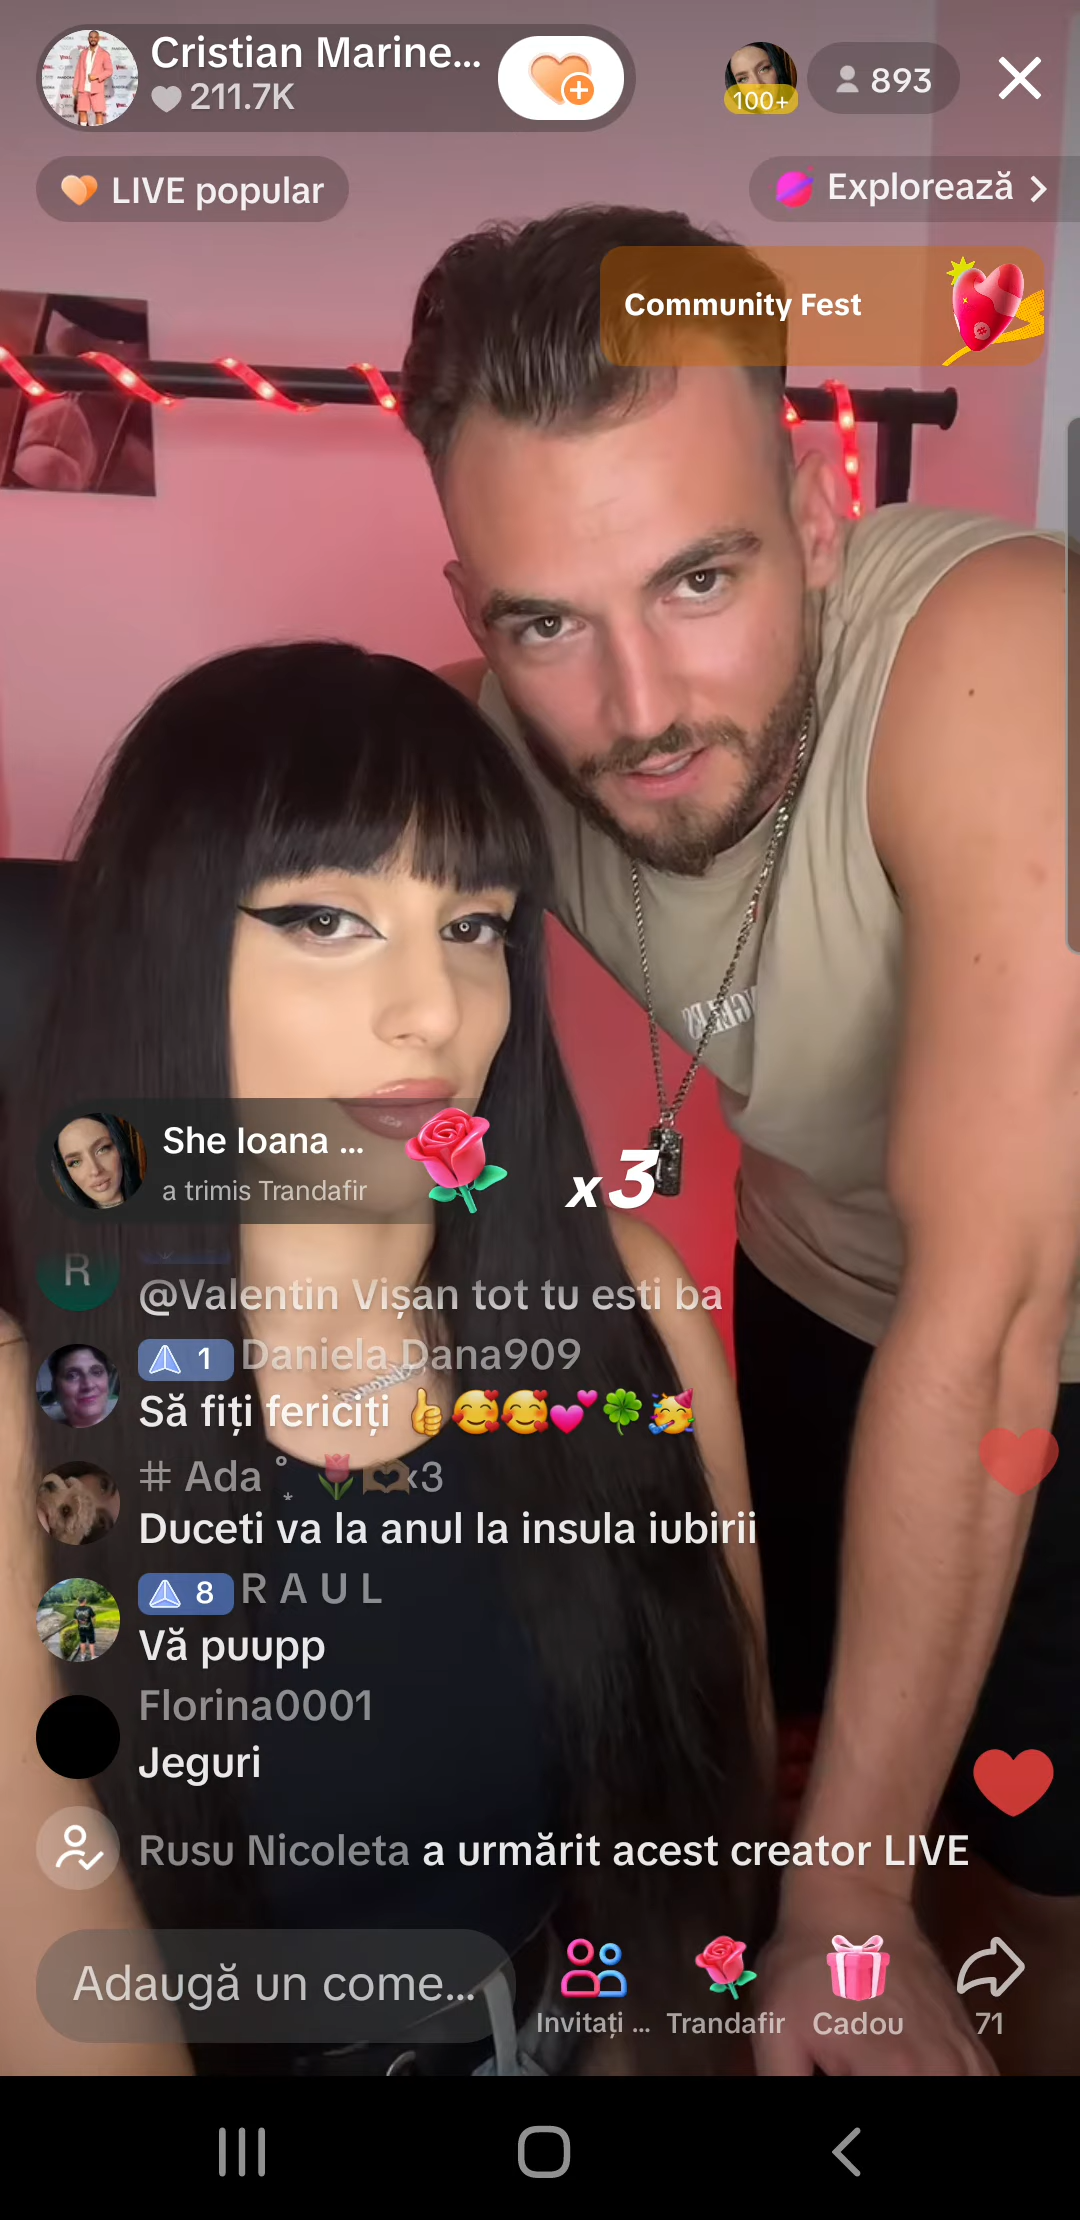 Cristian Marine...
211.7K
100+
893
LIVE popular
Explorează
Community Fest
She Ioana ...
a trimis Trandafir
x3
R
@Valentin Vișan tot tu esti ba
1 Daniela Dana909
Să fiți fericiți 👍🥰🥰💕🍀🥳
# Ada 🌷🫶x3
Duceti va la anul la insula iubirii
8 R A U L
Vă puupp
Florina0001
Jeguri
Rusu Nicoleta a urmărit acest creator LIVE
Adaugă un come...
Invitați ...
Trandafir
Cadou
71